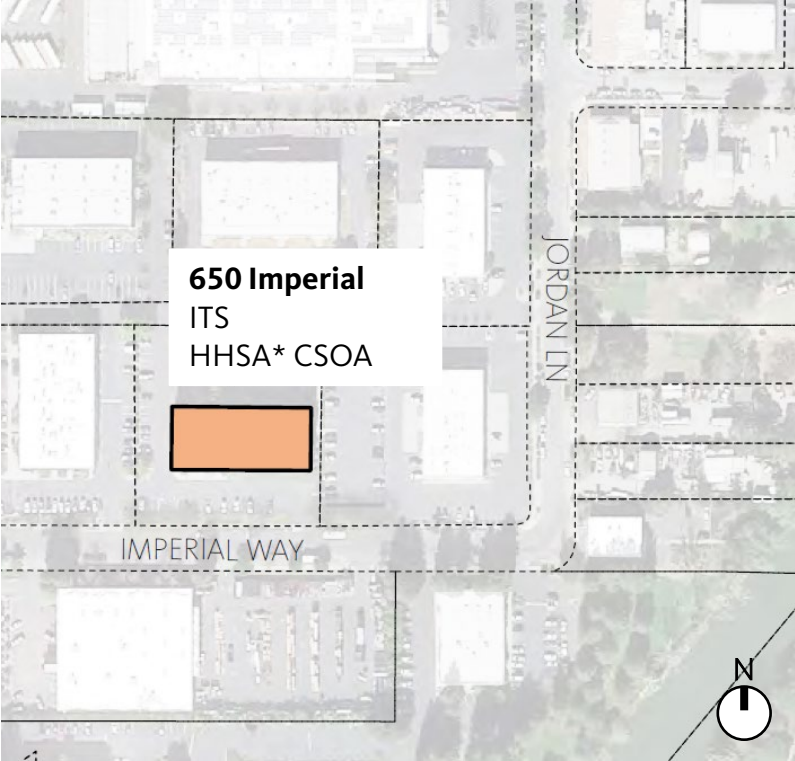 650 Imperial
ITS
HHSA* CSOA
JORDAN LN
IMPERIAL WAY
N